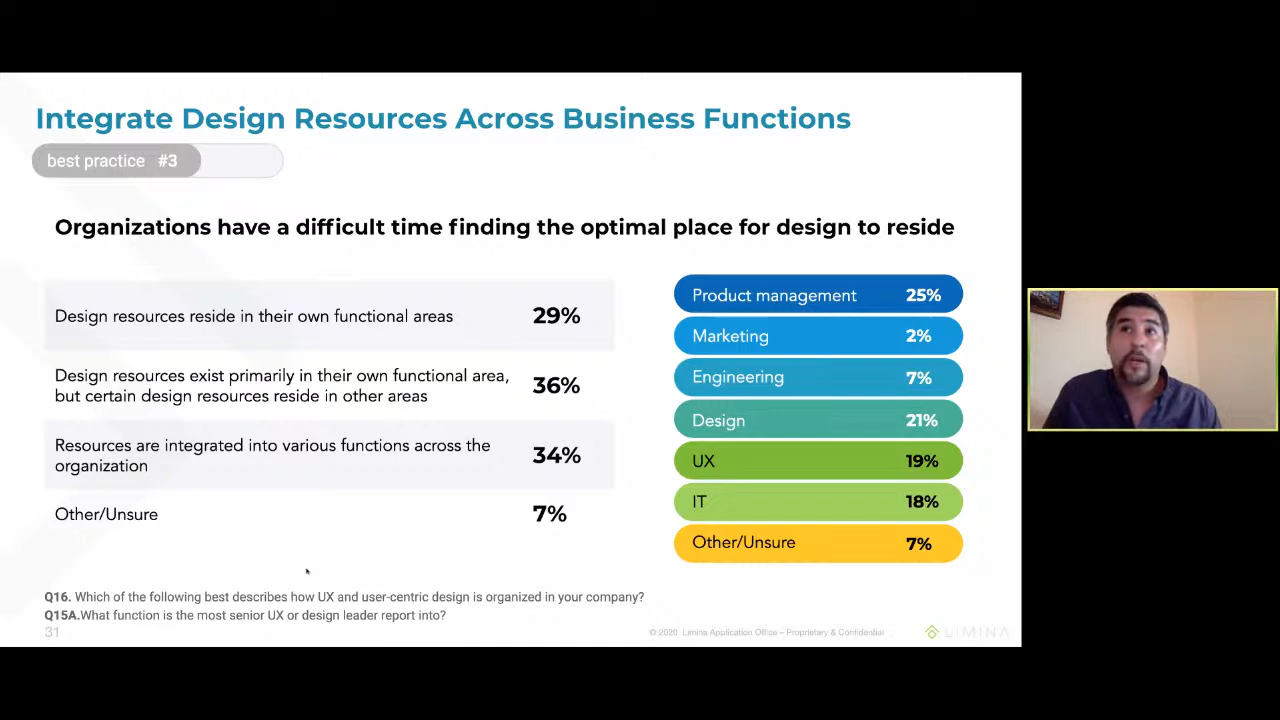 Integrate Design Resources Across Business Functions
best practice #3
Organizations have a difficult time finding the optimal place for design to reside
Design resources reside in their own functional areas 29%
Design resources exist primarily in their own functional area,
but certain design resources reside in other areas 36%
Resources are integrated into various functions across the
organization 34%
Other/Unsure 7%
Product management 25%
Marketing 2%
Engineering 7%
Design 21%
UX 19%
IT 18%
Other/Unsure 7%
Q16. Which of the following best describes how UX and user-centric design is organized in your company?
Q15A.What function is the most senior UX or design leader report into?
31
© 2020 Limina Application Office – Proprietary & Confidential
LIMINA